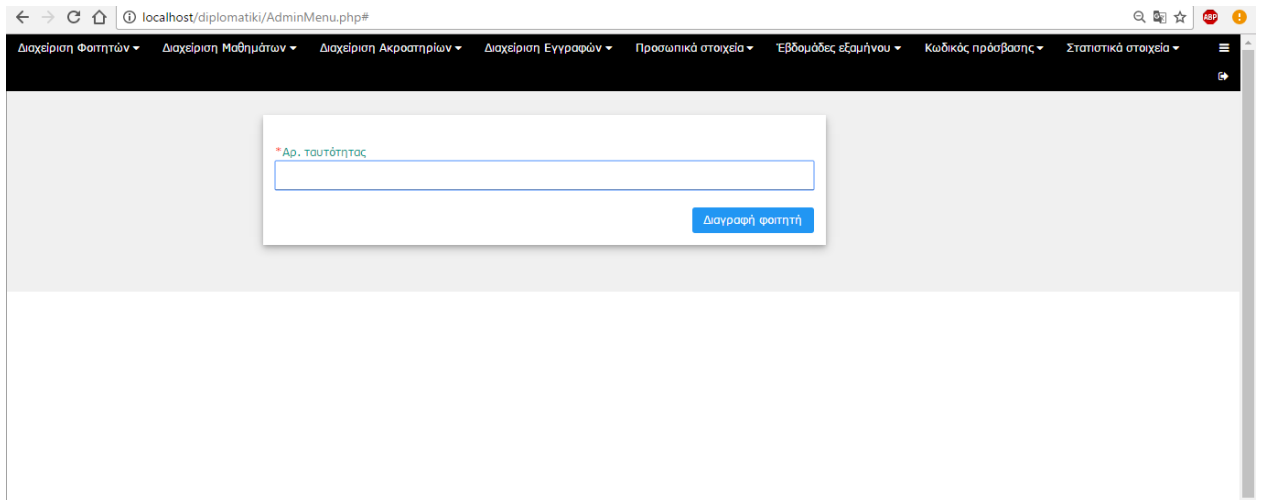 localhost/diplomatiki/AdminMenu.php#
ABP
Διαχείριση Φοιτητών Διαχείριση Μαθημάτων Διαχείριση Ακροατηρίων Διαχείριση Εγγραφών Προσωπικά στοιχεία Έβδομάδες εξαμήνου Κωδικός πρόσβασης Στατιστικά στοιχεία
*Αρ. ταυτότητας
Διαγραφή φοιτητή